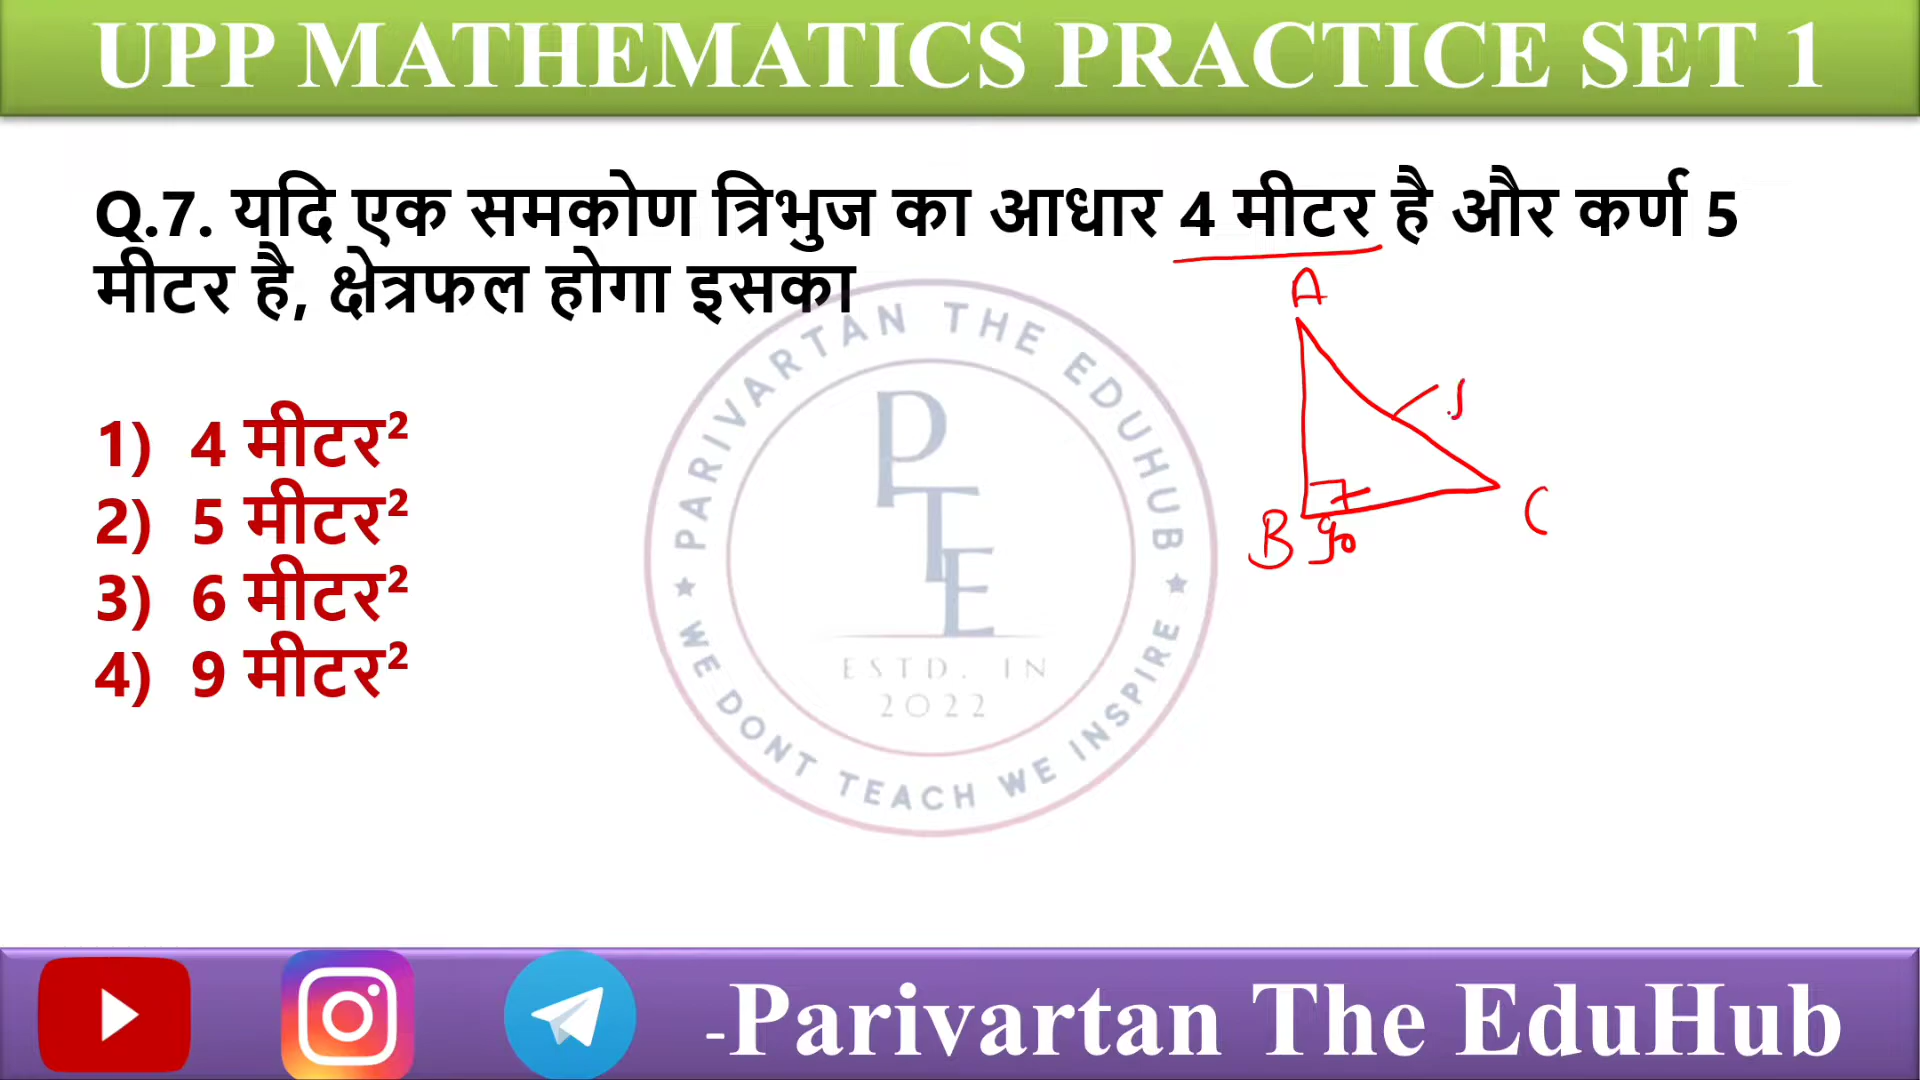 UPP MATHEMATICS PRACTICE SET 1
Q.7. यदि एक समकोण त्रिभुज का आधार 4 मीटर है और कर्ण 5
मीटर है, क्षेत्रफल होगा इसका
1) 4 मीटर²
2) 5 मीटर²
3) 6 मीटर²
4) 9 मीटर²
A
B
90
C
PARIVARTAN THE EDUHUB
PTE
ESTD. IN
2022
WE DONT TEACH WE INSPIRE
-Parivartan The EduHub